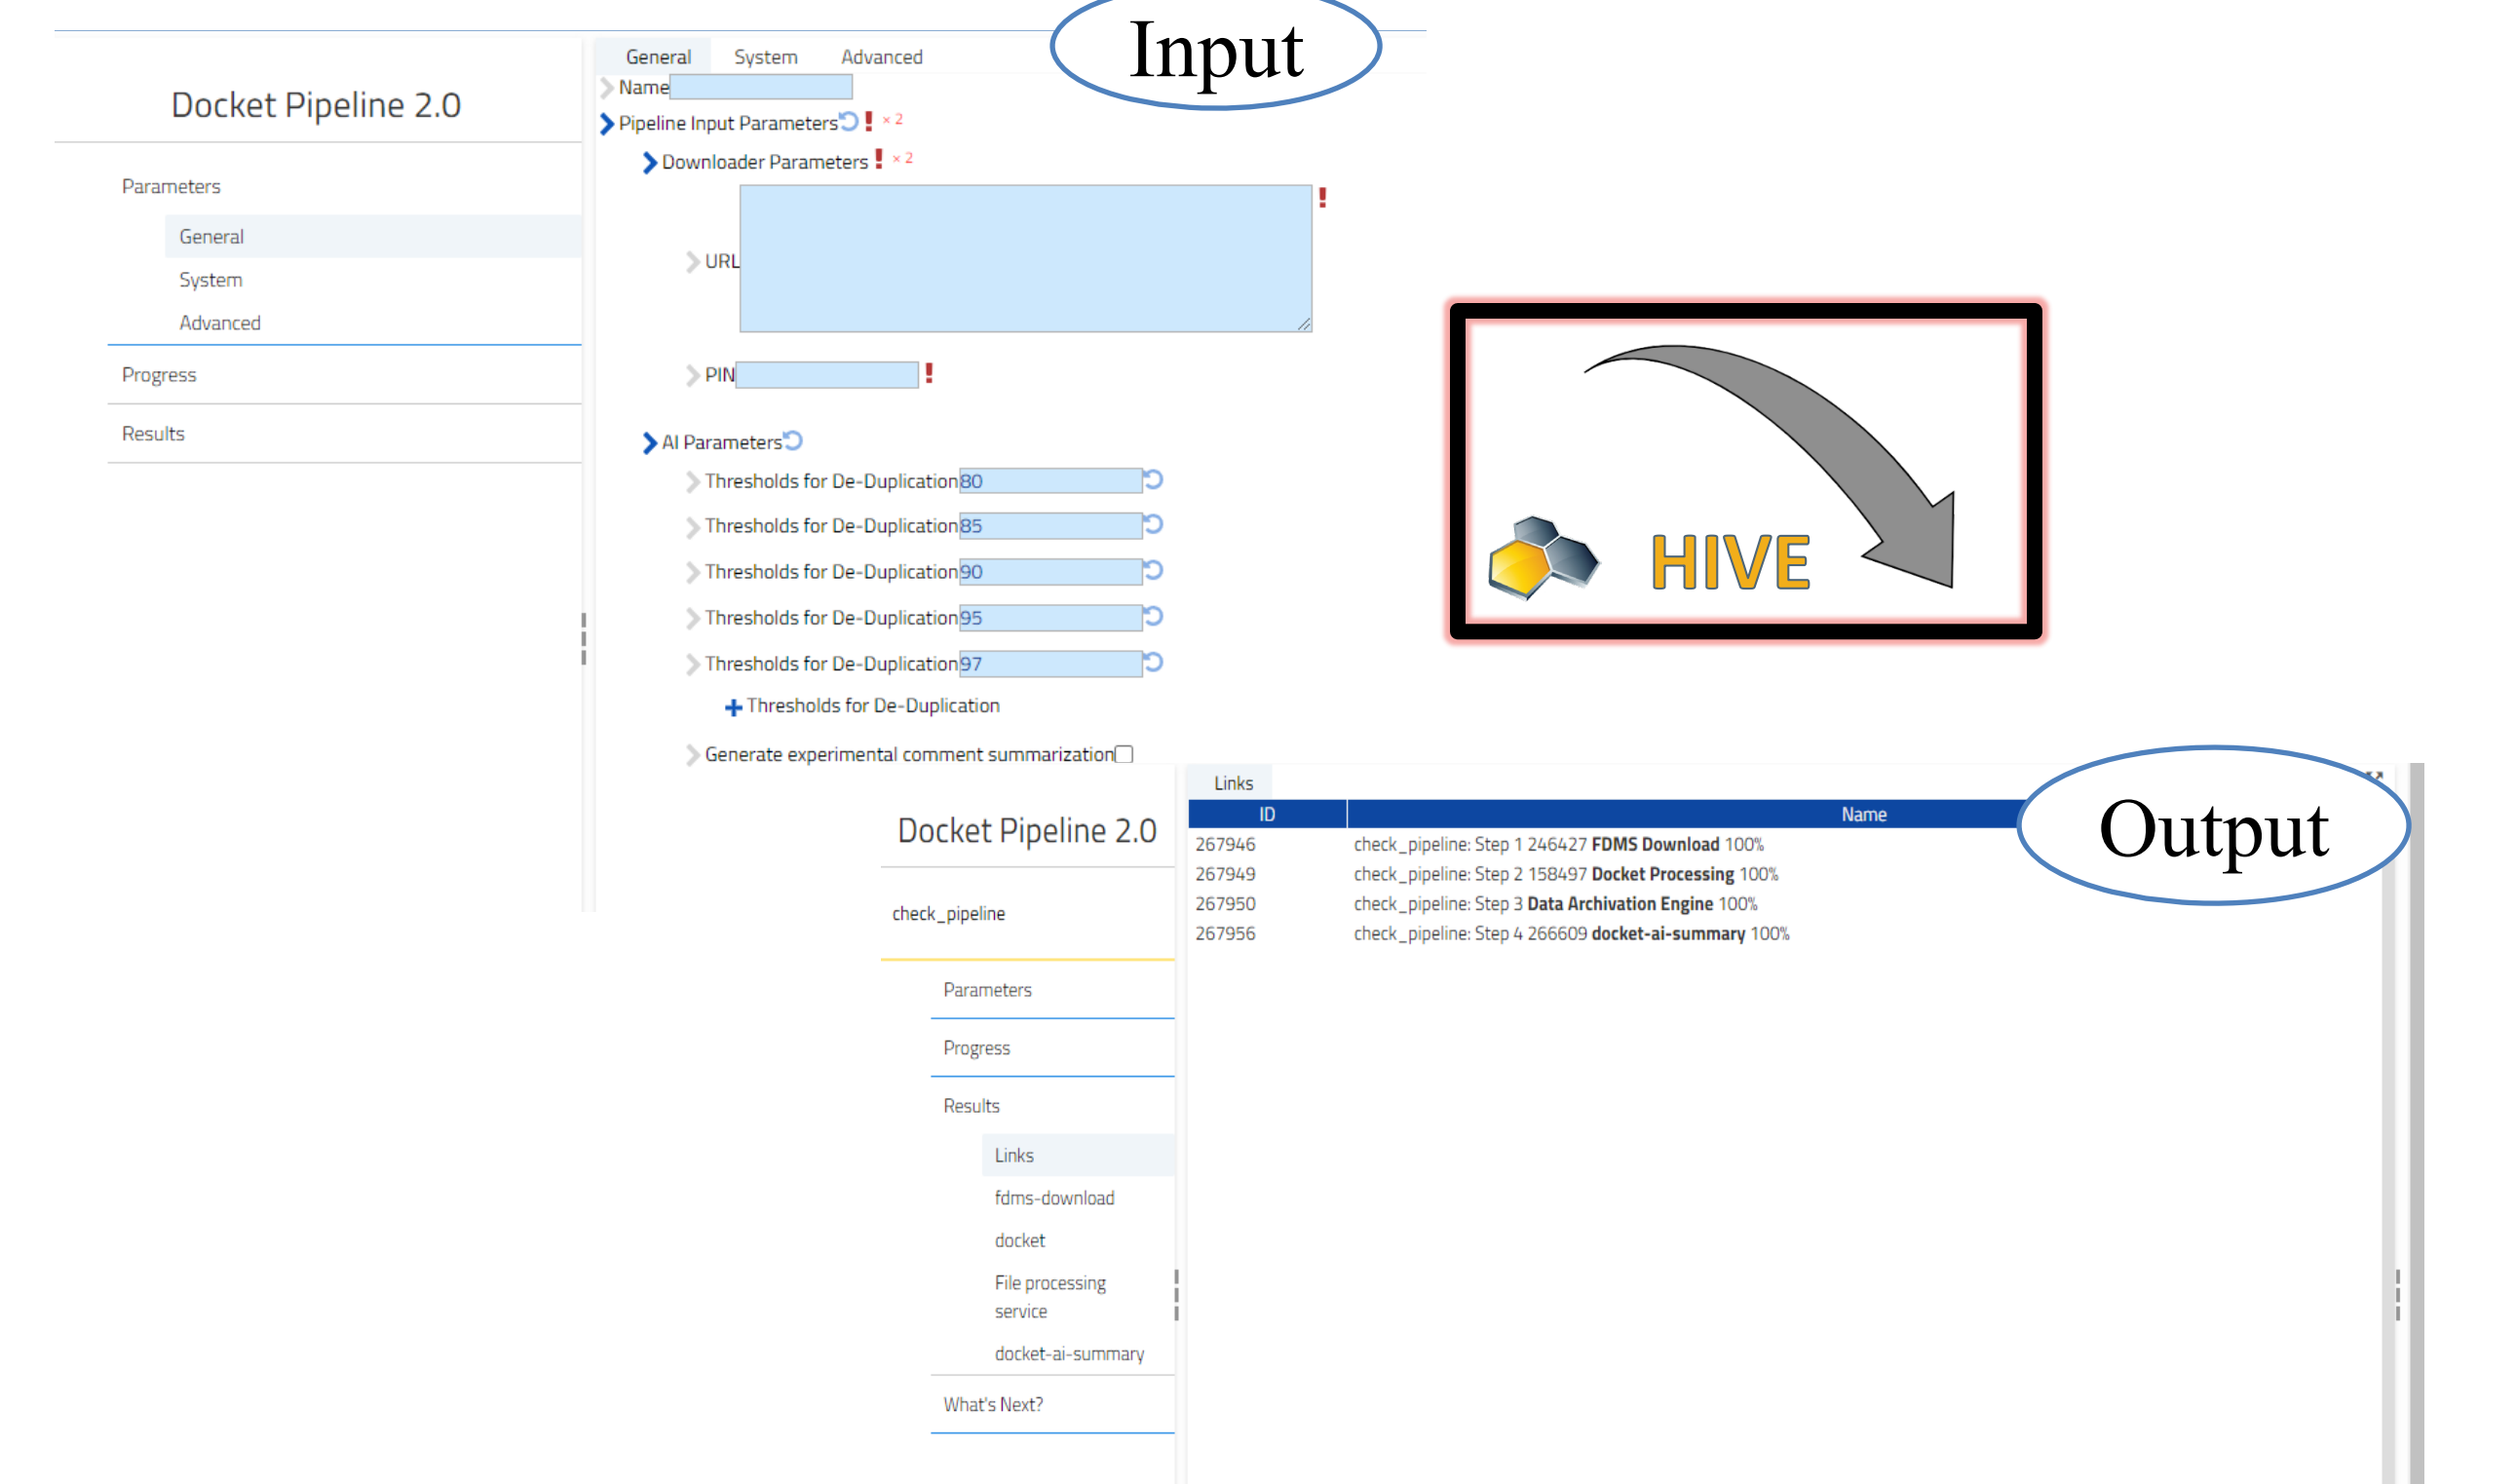 Input
General System Advanced
Docket Pipeline 2.0
Parameters
General
System
Advanced
Progress
Results
Name
Pipeline Input Parameters ! × 2
Downloader Parameters ! × 2
URL !
PIN !
AI Parameters
Thresholds for De-Duplication 80
Thresholds for De-Duplication 85
Thresholds for De-Duplication 90
Thresholds for De-Duplication 95
Thresholds for De-Duplication 97
+ Thresholds for De-Duplication
Generate experimental comment summarization
HIVE
Output
Docket Pipeline 2.0
check_pipeline
Parameters
Progress
Results
Links
fdms-download
docket
File processing
service
docket-ai-summary
What's Next?
Links
ID Name
267946 check_pipeline: Step 1 246427 FDMS Download 100%
267949 check_pipeline: Step 2 158497 Docket Processing 100%
267950 check_pipeline: Step 3 Data Archivation Engine 100%
267956 check_pipeline: Step 4 266609 docket-ai-summary 100%